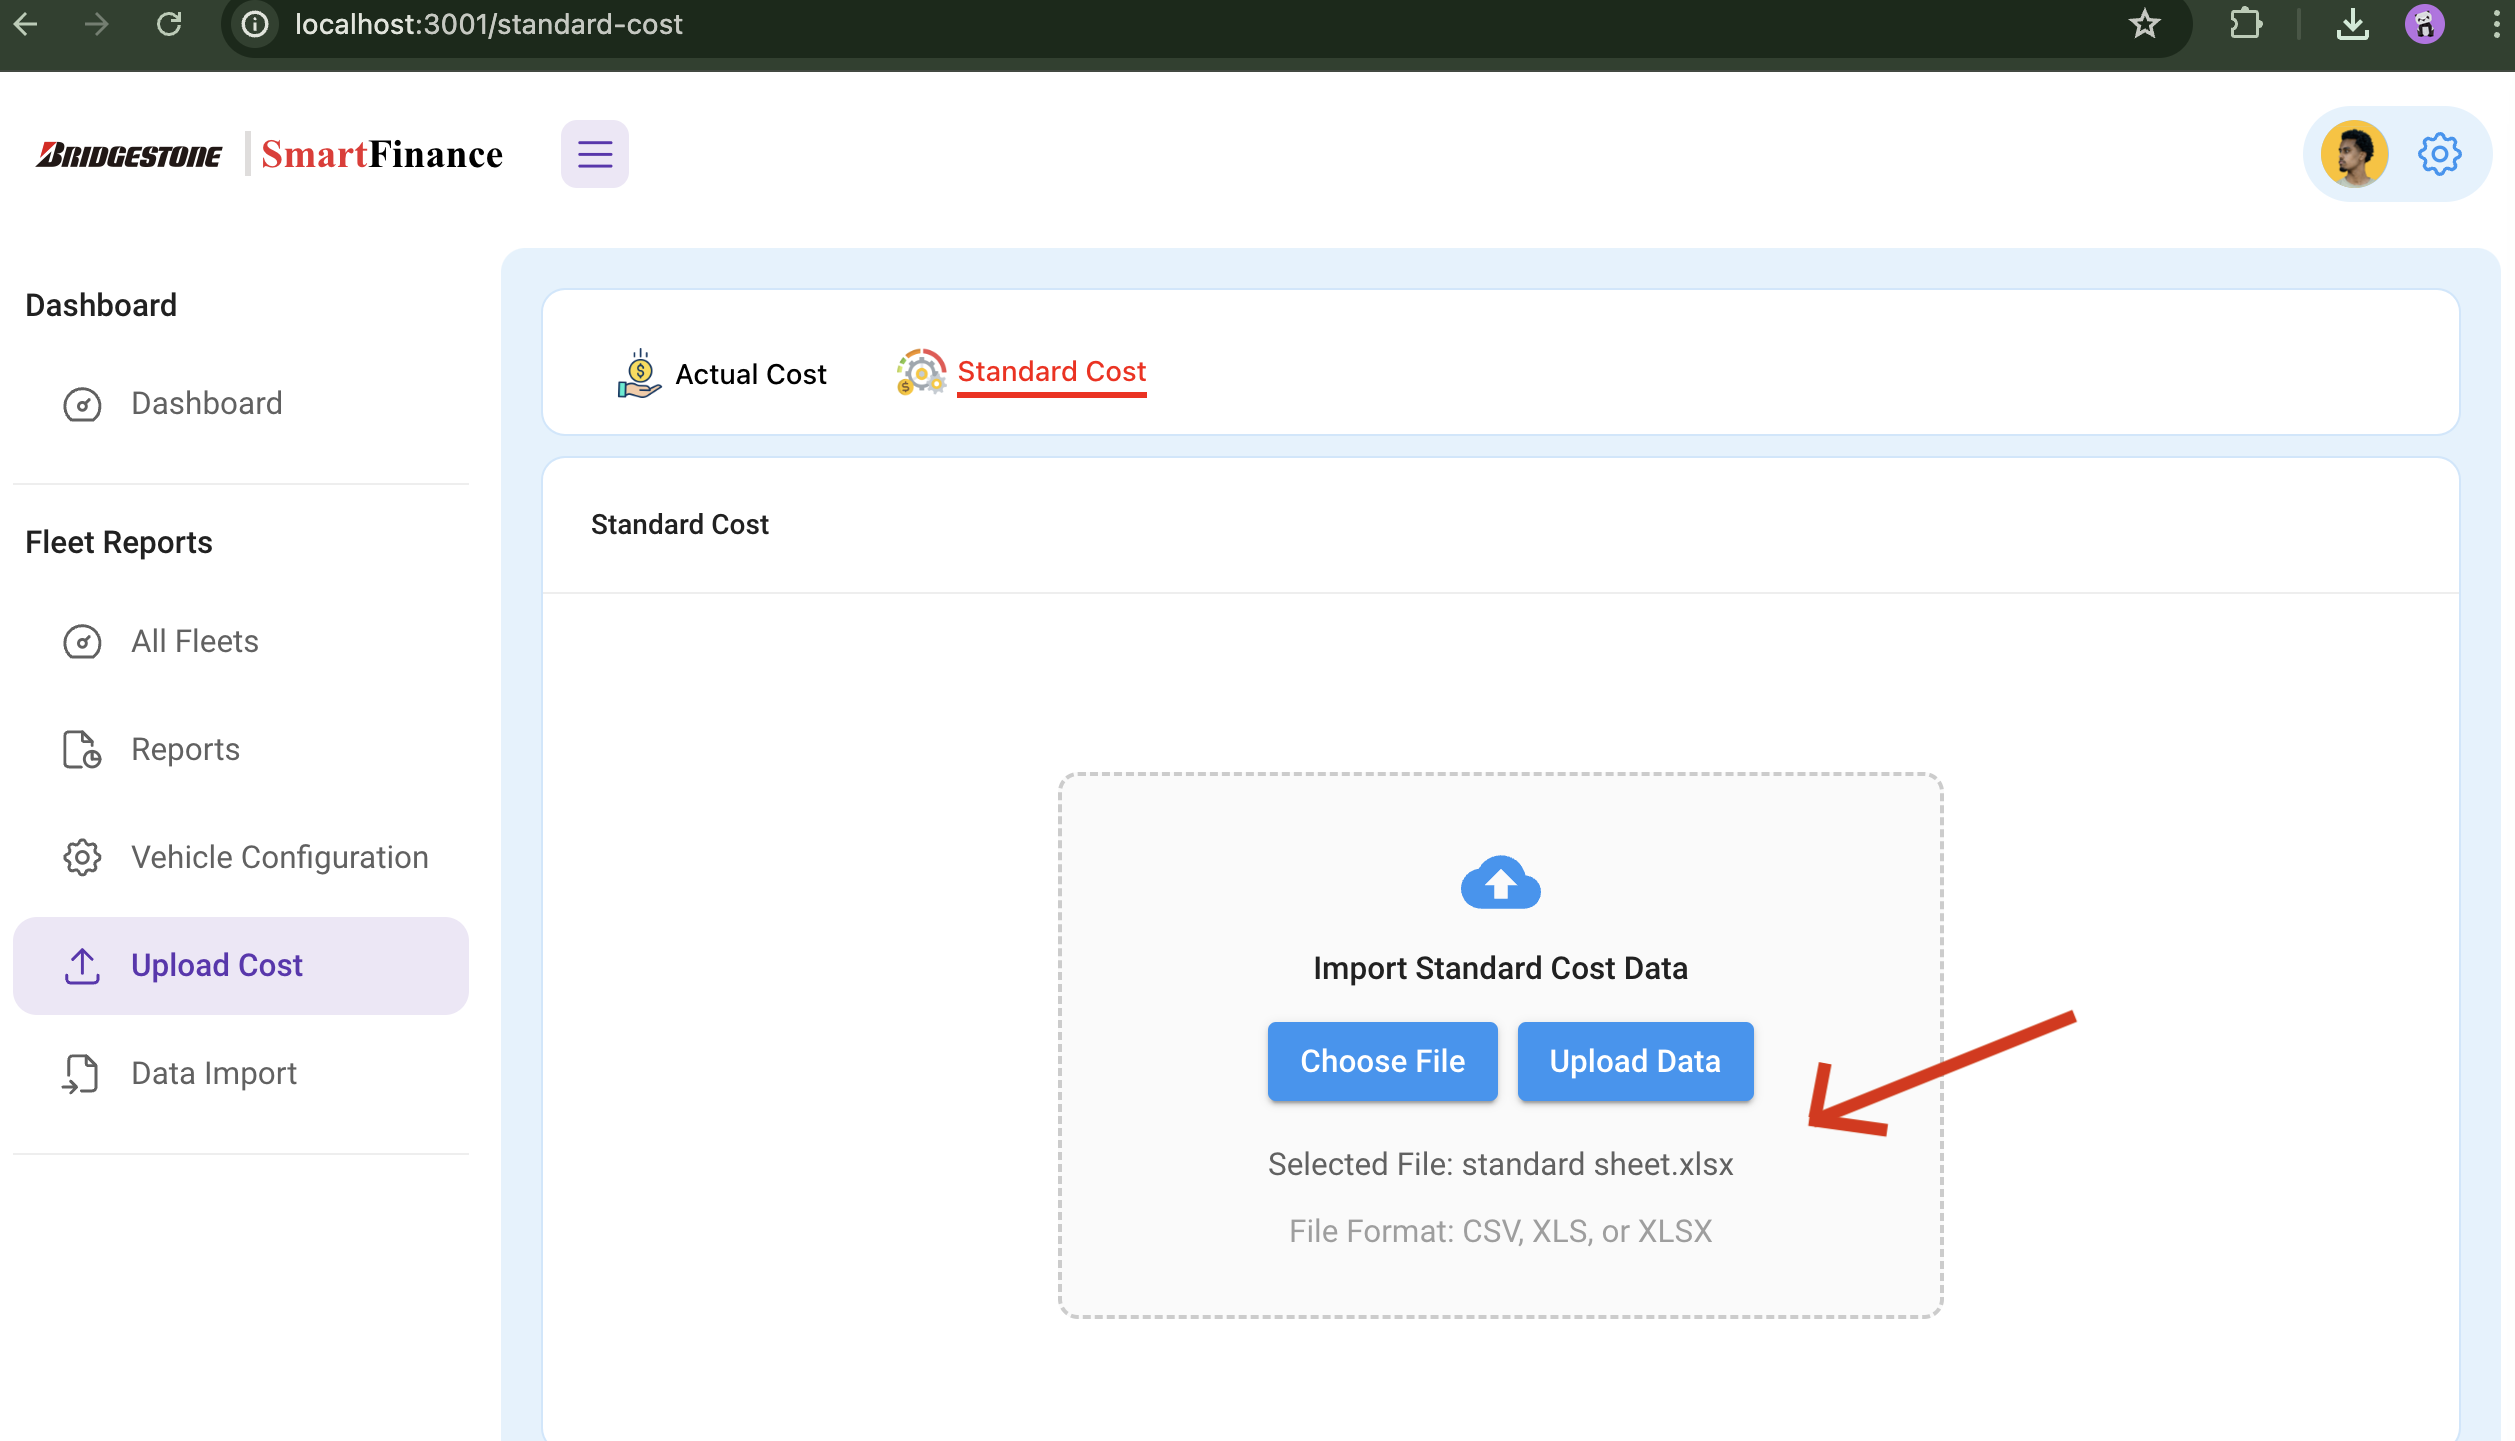 localhost:3001/standard-cost
BRIDGESTONE
SmartFinance
Dashboard
Dashboard
Fleet Reports
All Fleets
Reports
Vehicle Configuration
Upload Cost
Data Import
Actual Cost
Standard Cost
Standard Cost
Import Standard Cost Data
Choose File
Upload Data
Selected File: standard sheet.xlsx
File Format: CSV, XLS, or XLSX